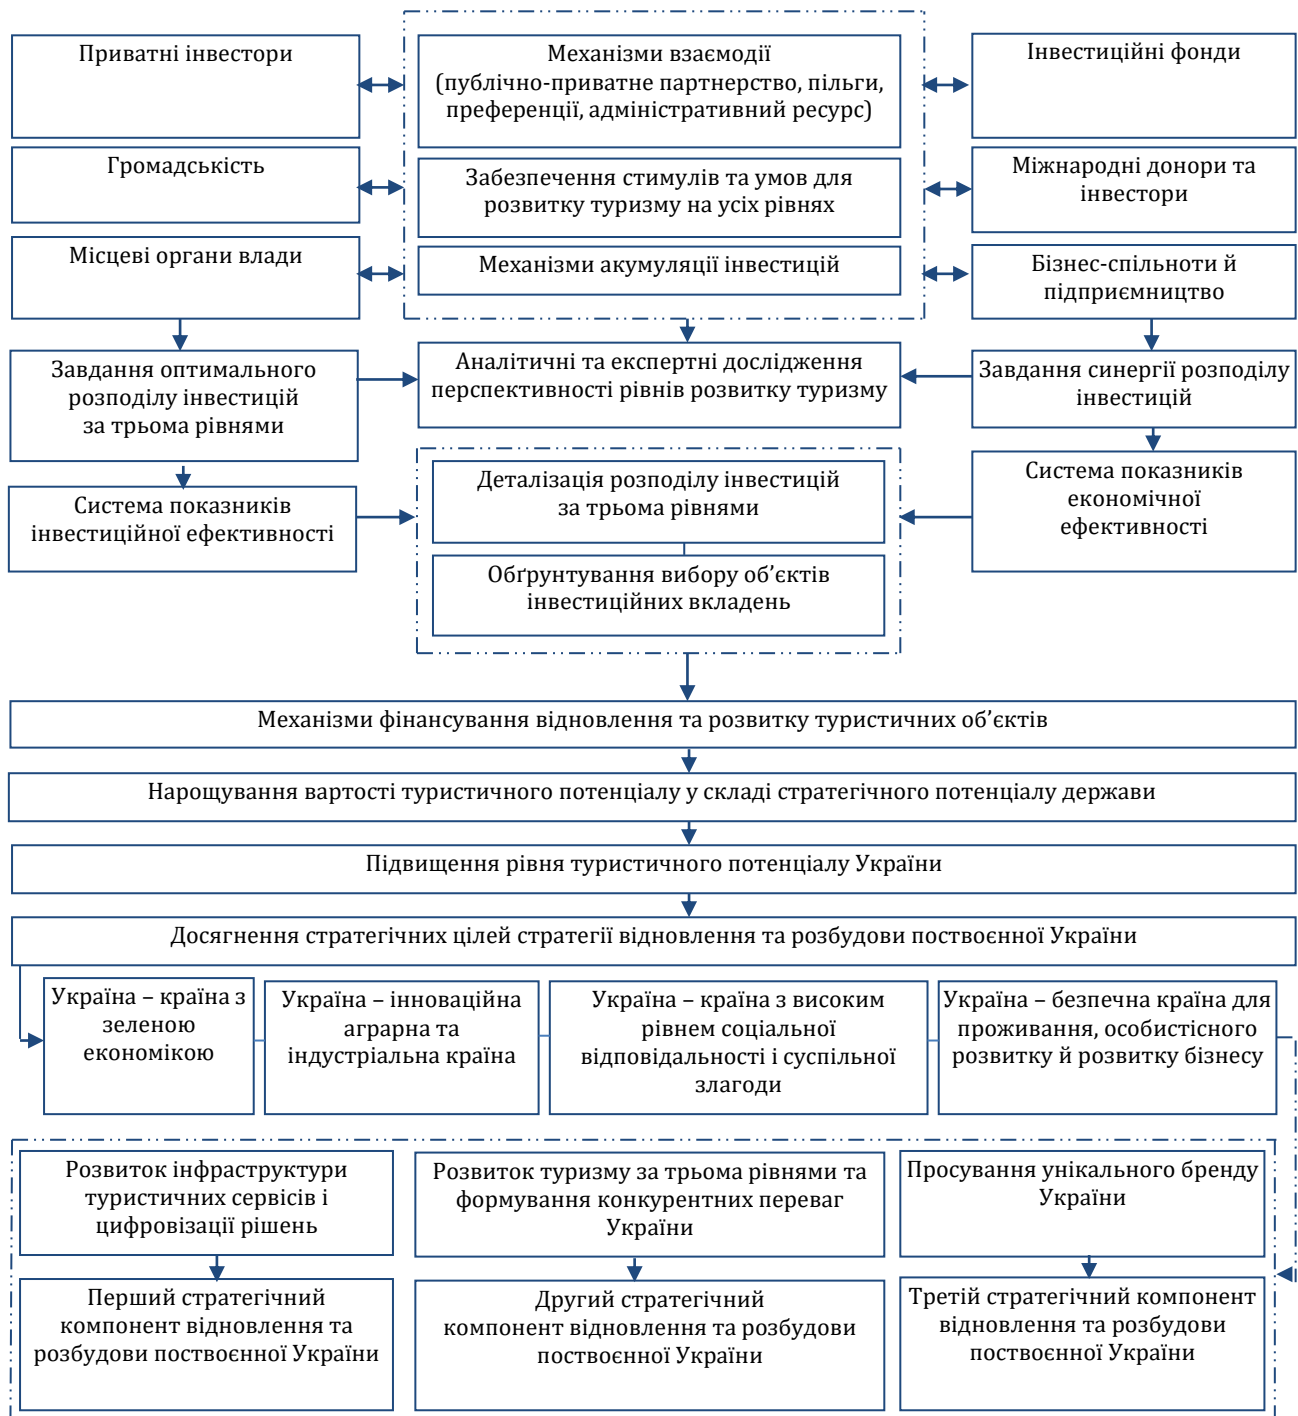 Приватні інвестори
Механізми взаємодії
(публічно-приватне партнерство, пільги,
преференції, адміністративний ресурс)
Інвестиційні фонди
Громадськість
Забезпечення стимулів та умов для
розвитку туризму на усіх рівнях
Міжнародні донори та
інвестори
Місцеві органи влади
Механізми акумуляції інвестицій
Бізнес-спільноти й
підприємництво
Завдання оптимального
розподілу інвестицій
за трьома рівнями
Аналітичні та експертні дослідження
перспективності рівнів розвитку туризму
Завдання синергії розподілу
інвестицій
Система показників
інвестиційної ефективності
Деталізація розподілу інвестицій
за трьома рівнями
Система показників
економічної
ефективності
Обґрунтування вибору об’єктів
інвестиційних вкладень
Механізми фінансування відновлення та розвитку туристичних об’єктів
Нарощування вартості туристичного потенціалу у складі стратегічного потенціалу держави
Підвищення рівня туристичного потенціалу України
Досягнення стратегічних цілей стратегії відновлення та розбудови поствоєнної України
Україна – країна з
зеленою
економікою
Україна – інноваційна
аграрна та
індустріальна країна
Україна – країна з високим
рівнем соціальної
відповідальності і суспільної
злагоди
Україна – безпечна країна для
проживання, особистісного
розвитку й розвитку бізнесу
Розвиток інфраструктури
туристичних сервісів і
цифровізації рішень
Розвиток туризму за трьома рівнями та
формування конкурентних переваг
України
Просування унікального бренду
України
Перший стратегічний
компонент відновлення та
розбудови поствоєнної України
Другий стратегічний
компонент відновлення та розбудови
поствоєнної України
Третій стратегічний компонент
відновлення та розбудови
поствоєнної України